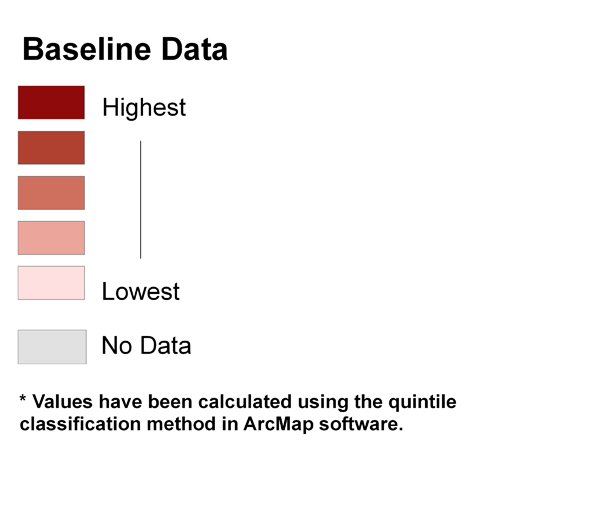 Baseline Data
Highest
Lowest
No Data
* Values have been calculated using the quintile
classification method in ArcMap software.